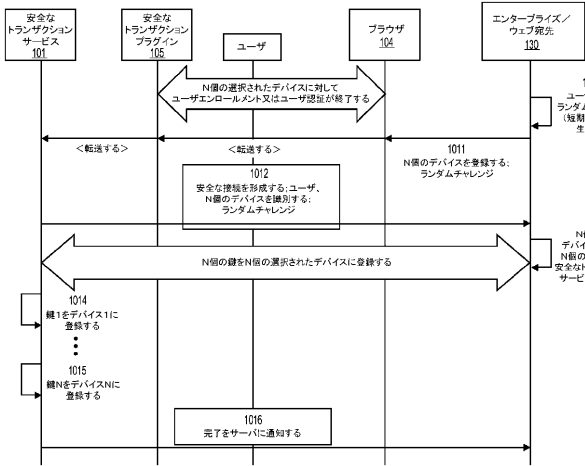 安全な
トランザクション
サービス
101
安全な
トランザクション
プラグイン
105
ユーザ
ブラウザ
104
エンタープライズ/
ウェブ宛先
130
N個の選択されたデバイスに対して
ユーザエンロールメント又はユーザ認証が終了する
ユー
ランダム
(短期
生
<転送する>
<転送する>
1011
N個のデバイスを登録する;
ランダムチャレンジ
1012
安全な接続を形成する;ユーザ、
N個のデバイスを識別する;
ランダムチャレンジ
N個の鍵をN個の選択されたデバイスに登録する
N個
デバイ
N個の
安全なト
サービ
1014
鍵1をデバイス1に
登録する
1015
鍵NをデバイスNに
登録する
1016
完了をサーバに通知する